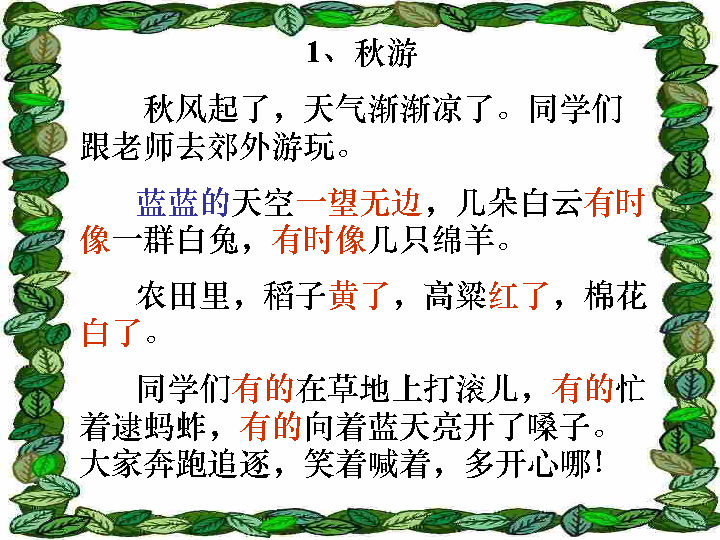 1、秋游
秋风起了，天气渐渐凉了。同学们
跟老师去郊外游玩。
蓝蓝的天空一望无边，几朵白云有时
像一群白兔，有时像几只绵羊。
农田里，稻子黄了，高粱红了，棉花
白了。
同学们有的在草地上打滚儿，有的忙
着逮蚂蚱，有的向着蓝天亮开了嗓子。
大家奔跑追逐，笑着喊着，多开心哪！